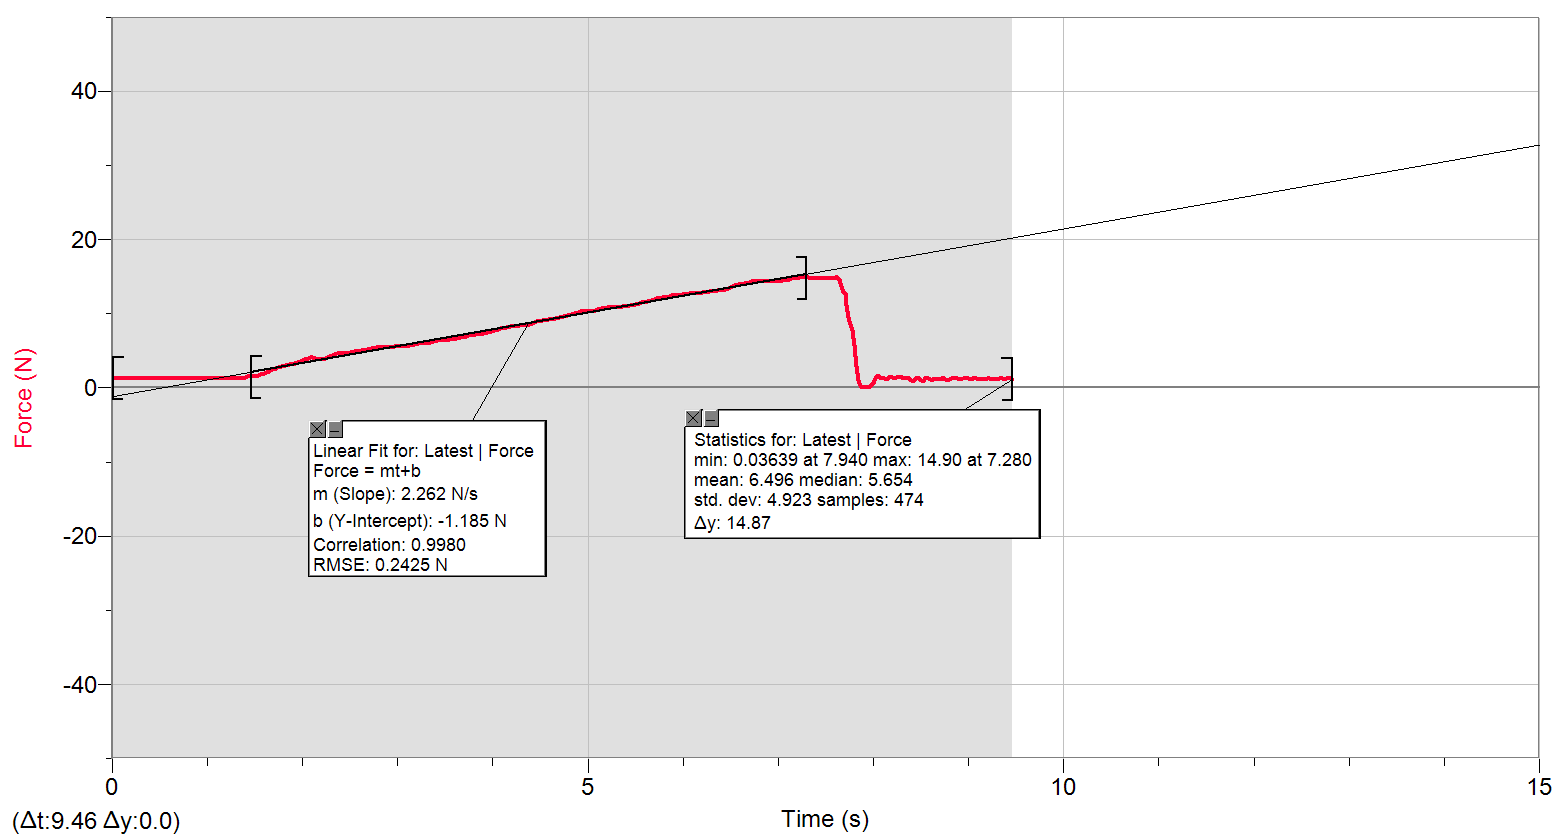 40
20
0
-20
-40
Force (N)
Linear Fit for: Latest | Force
Force = mt+b
m (Slope): 2.262 N/s
b (Y-Intercept): -1.185 N
Correlation: 0.9980
RMSE: 0.2425 N
Statistics for: Latest | Force
min: 0.03639 at 7.940 max: 14.90 at 7.280
mean: 6.496 median: 5.654
std. dev: 4.923 samples: 474
Δy: 14.87
0 5 10 15
(Δt:9.46 Δy:0.0)
Time (s)